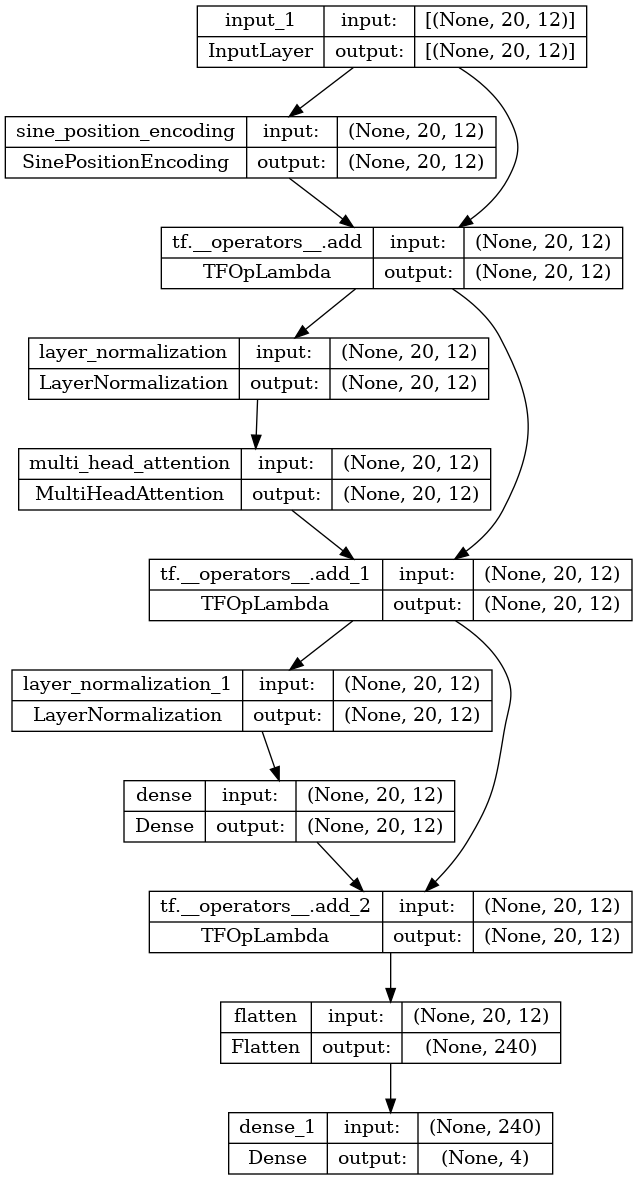 input_1 input: [(None, 20, 12)]
InputLayer output: [(None, 20, 12)]
sine_position_encoding input: (None, 20, 12)
SinePositionEncoding output: (None, 20, 12)
tf.__operators__.add input: (None, 20, 12)
TFOpLambda output: (None, 20, 12)
layer_normalization input: (None, 20, 12)
LayerNormalization output: (None, 20, 12)
multi_head_attention input: (None, 20, 12)
MultiHeadAttention output: (None, 20, 12)
tf.__operators__.add_1 input: (None, 20, 12)
TFOpLambda output: (None, 20, 12)
layer_normalization_1 input: (None, 20, 12)
LayerNormalization output: (None, 20, 12)
dense input: (None, 20, 12)
Dense output: (None, 20, 12)
tf.__operators__.add_2 input: (None, 20, 12)
TFOpLambda output: (None, 20, 12)
flatten input: (None, 20, 12)
Flatten output: (None, 240)
dense_1 input: (None, 240)
Dense output: (None, 4)